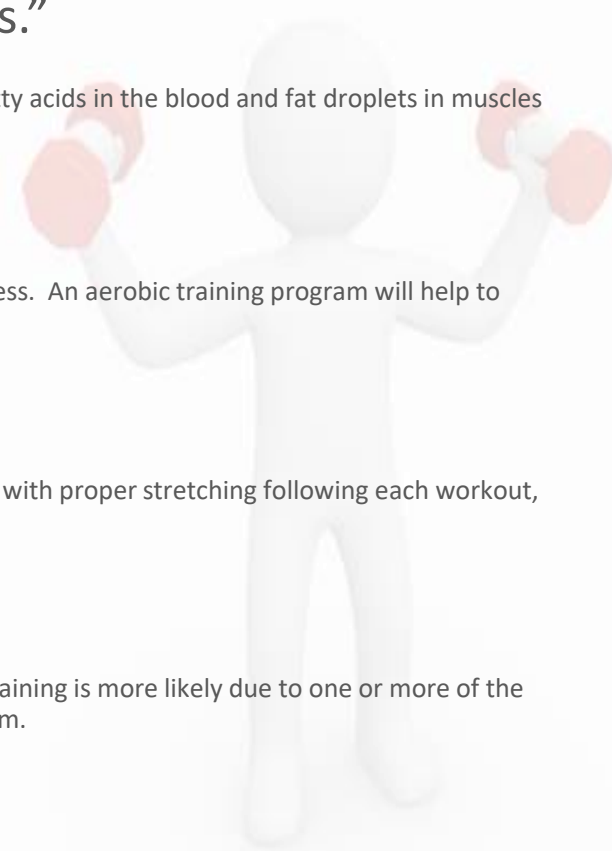 s.”
ty acids in the blood and fat droplets in muscles
ess.  An aerobic training program will help to
with proper stretching following each workout,
aining is more likely due to one or more of the
m.